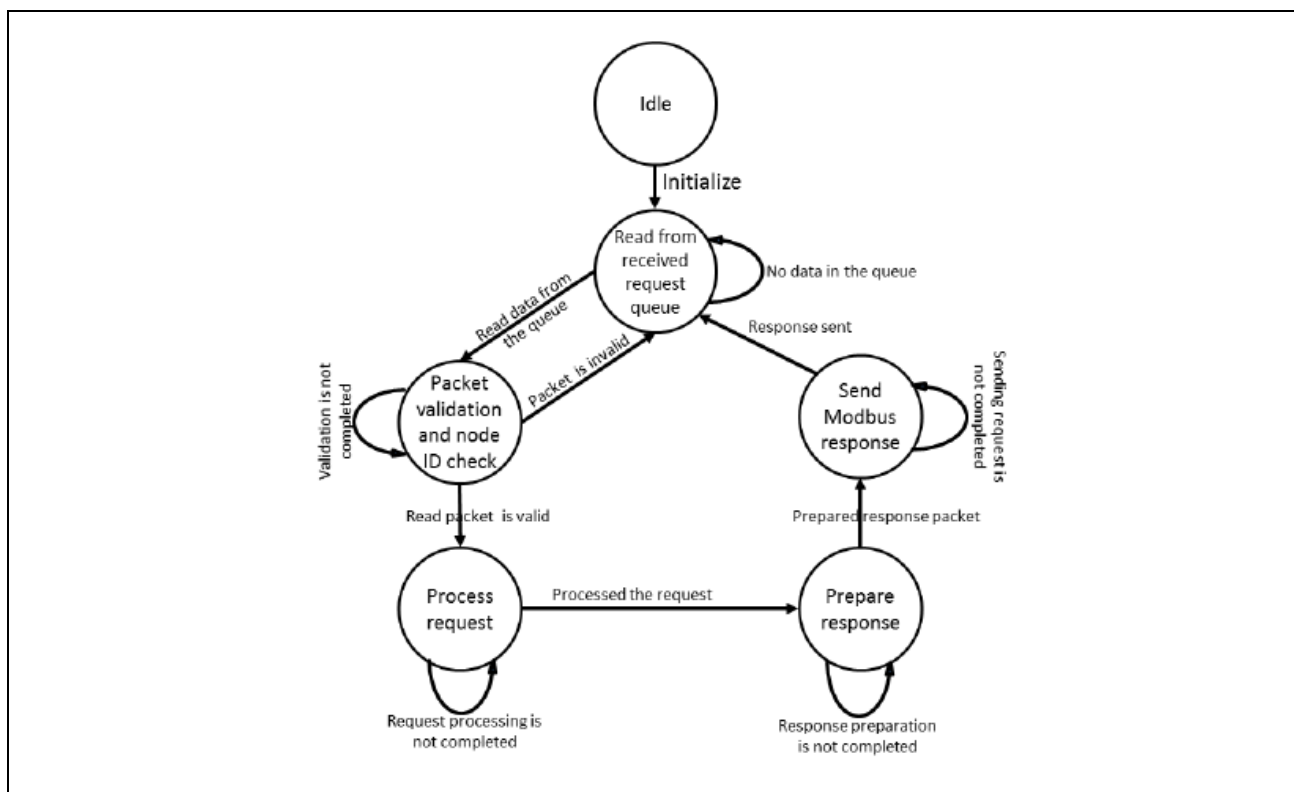 Idle
Initialize
Read from
received
request
queue
No data in the queue
Read data from
the queue
Packet is invalid
Response sent
Packet
validation
and node
ID check
Validation is not
completed
Send
Modbus
response
Sending request is
not completed
Read packet is valid
Prepared response packet
Process
request
Processed the request
Prepare
response
Request processing is
not completed
Response preparation
is not completed